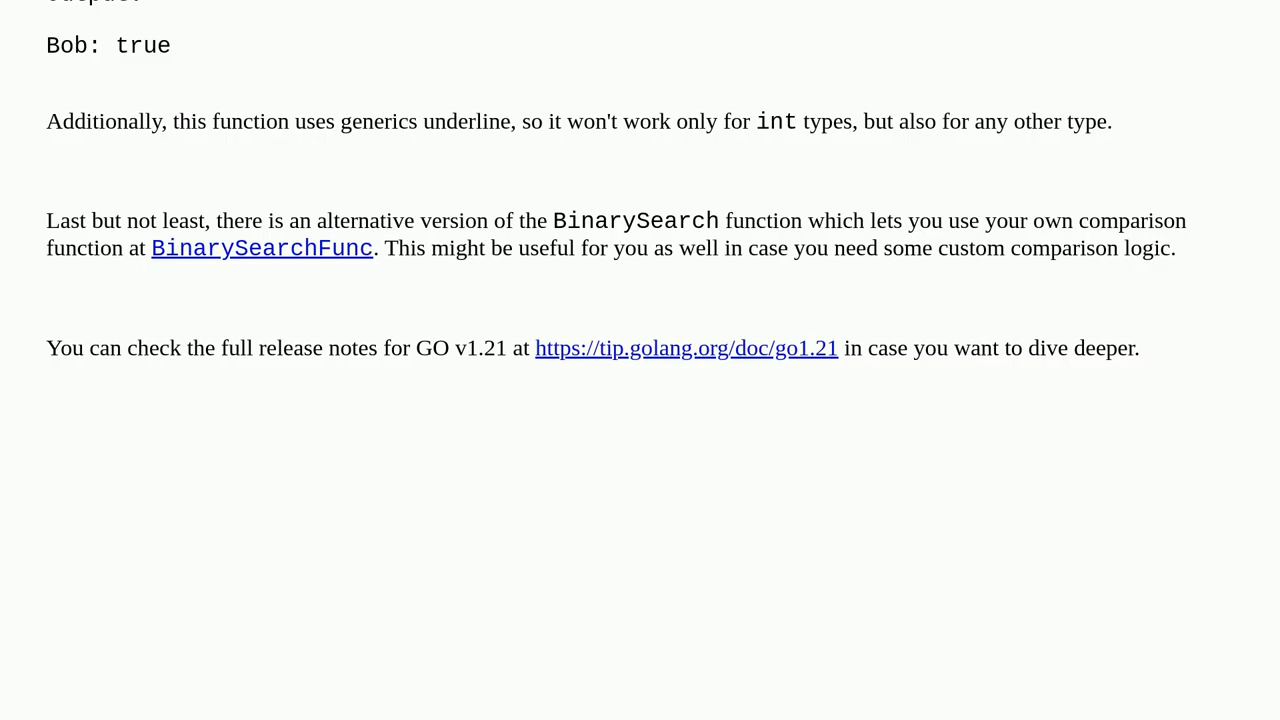 Bob: true
Additionally, this function uses generics underline, so it won't work only for int types, but also for any other type.
Last but not least, there is an alternative version of the BinarySearch function which lets you use your own comparison
function at BinarySearchFunc. This might be useful for you as well in case you need some custom comparison logic.
You can check the full release notes for GO v1.21 at https://tip.golang.org/doc/go1.21 in case you want to dive deeper.